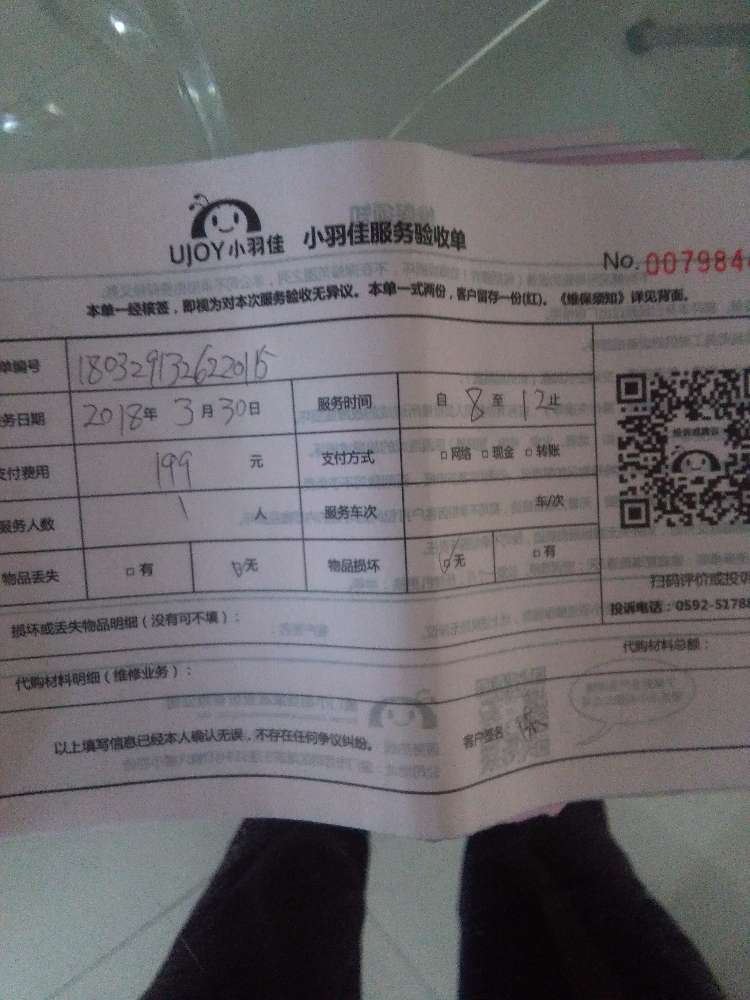 UJOY小羽佳 小羽佳服务验收单
No. 007984
本单一经核签，即视为对本次服务验收无异议。本单一式两份，客户留存一份(红)。《维保须知》详见背面。
单编号 180329132622015
务日期 2018年 3月30日 服务时间 自 8 至 12 止
支付费用 199 元 支付方式 □网络 □现金 □转账
服务人数 1 人 服务车次 车/次
物品丢失 □有 □无 物品损坏 □无 □有
扫码评价或投诉
投诉电话：0592-5178
损坏或丢失物品明细（没有可不填）：
代购材料明细（维修业务）： 代购材料总额：
以上填写信息已经本人确认无误，不存在任何争议纠纷。 客户签名